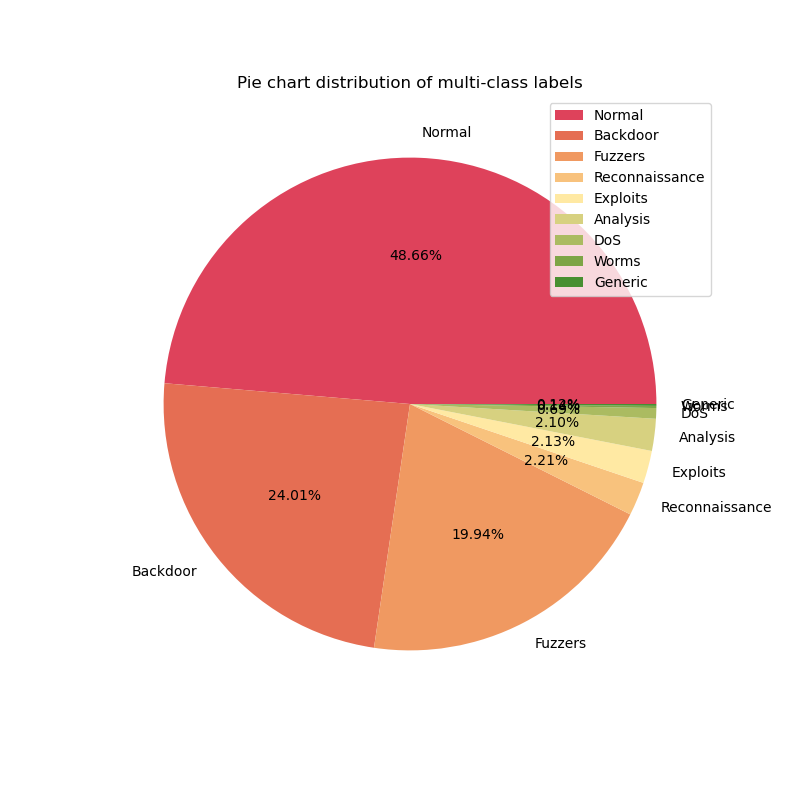 Pie chart distribution of multi-class labels
Normal
Normal
Backdoor
Fuzzers
Reconnaissance
Exploits
Analysis
DoS
Worms
Generic
48.66%
Generic
Worms
DoS
0.69%
2.10%
Analysis
2.13%
2.21%
Exploits
Reconnaissance
24.01%
19.94%
Backdoor
Fuzzers